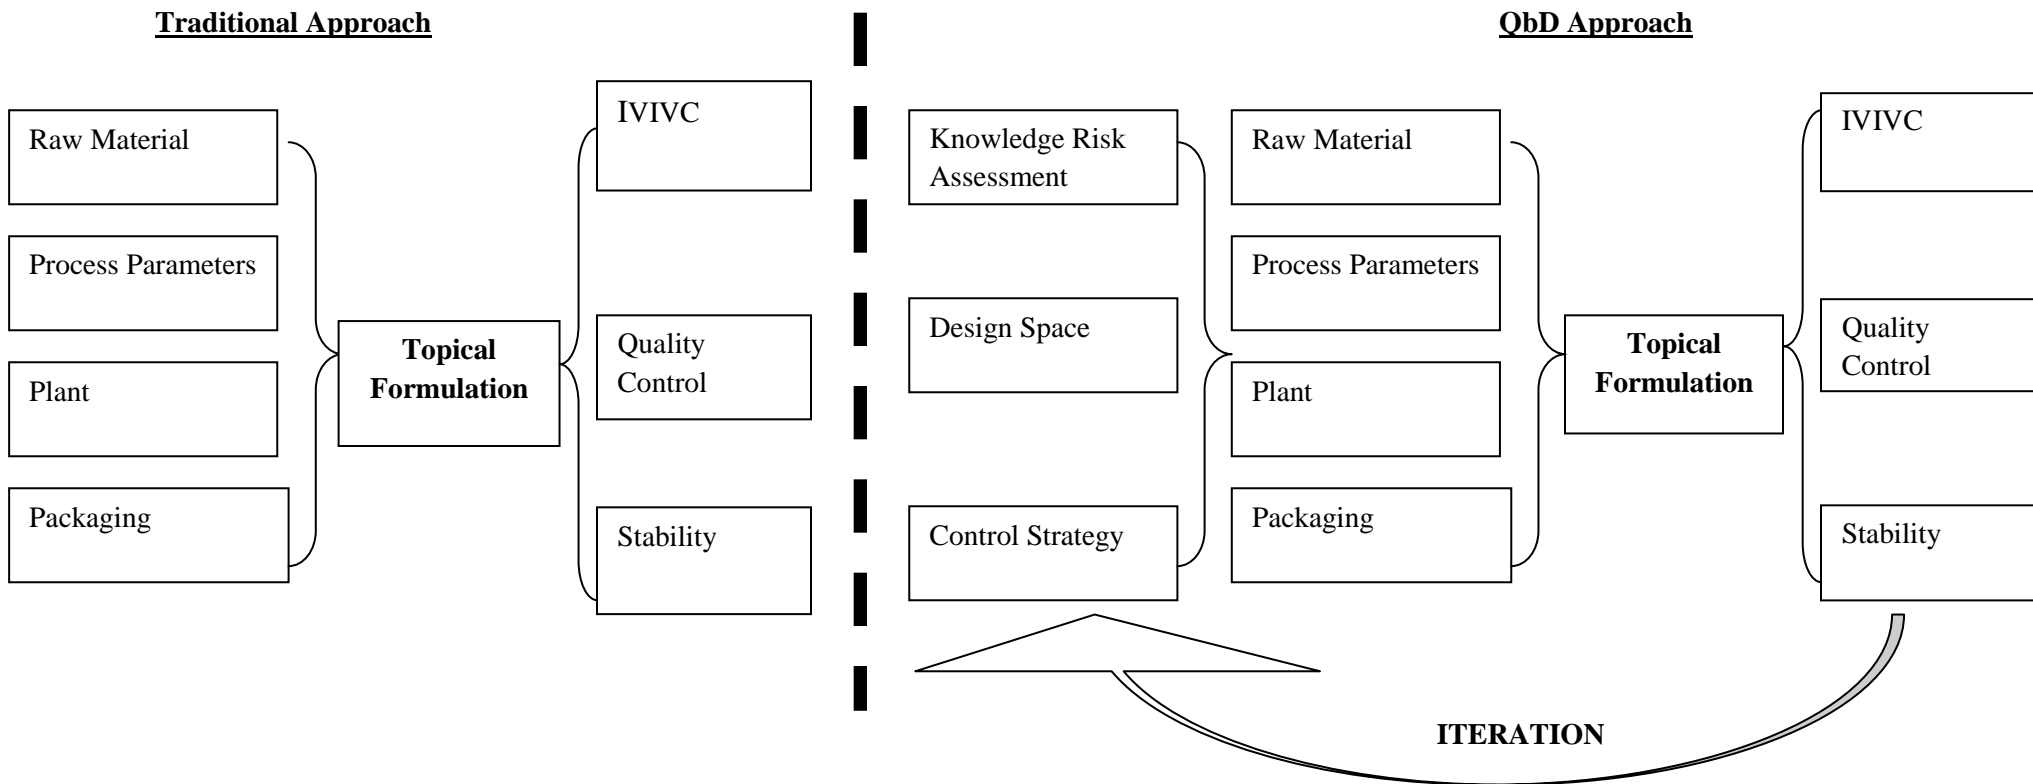 Traditional Approach
Raw Material
Process Parameters
Plant
Packaging
Topical
Formulation
IVIVC
Quality
Control
Stability
QbD Approach
Knowledge Risk
Assessment
Design Space
Control Strategy
Raw Material
Process Parameters
Plant
Packaging
Topical
Formulation
IVIVC
Quality
Control
Stability
ITERATION